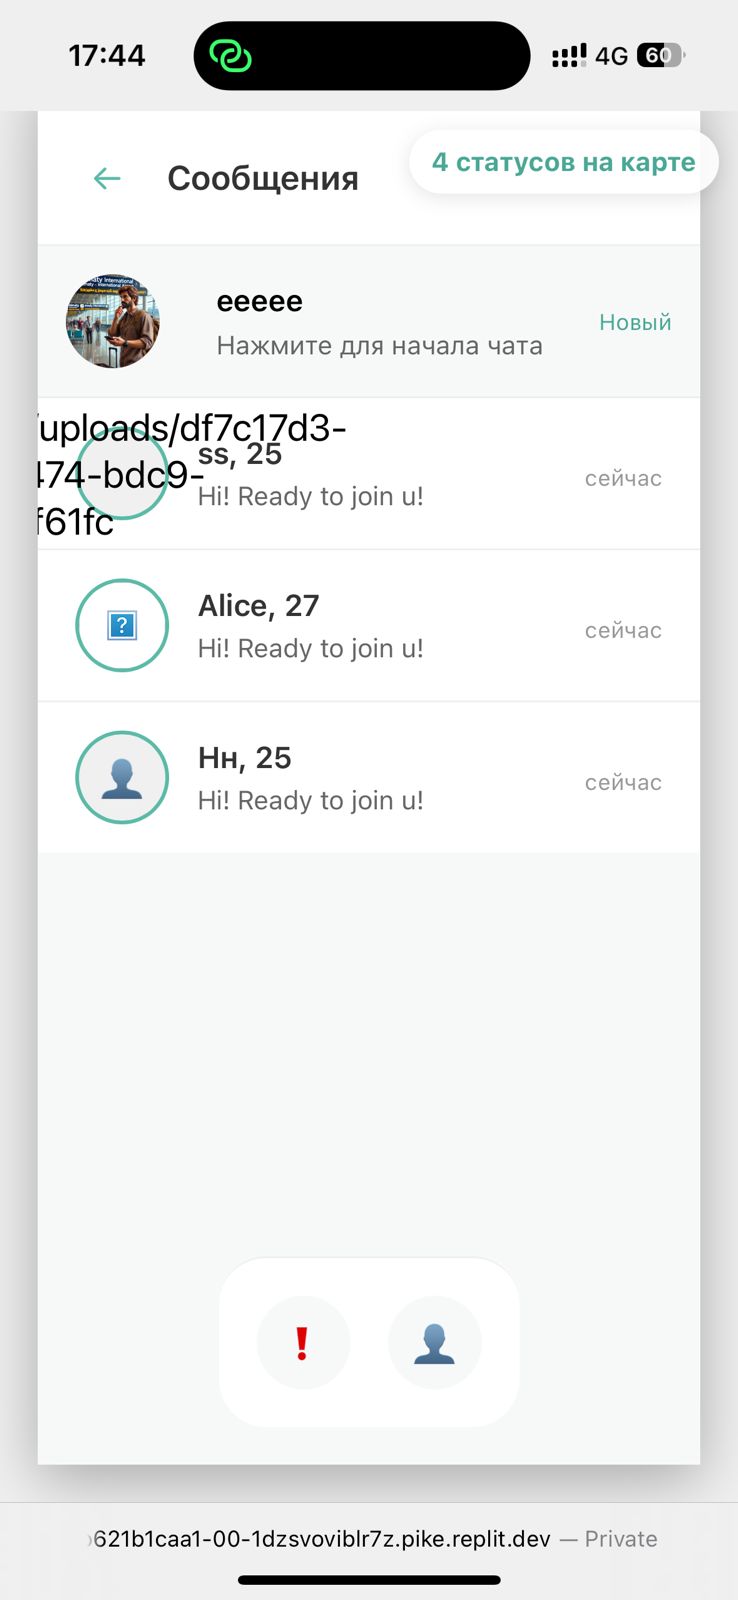 17:44
4G 60
4 статусов на карте
Сообщения
eeeee
Нажмите для начала чата
Новый
/uploads/df7c17d3-
474-bdc9-
f61fc
ss, 25
Hi! Ready to join u!
сейчас
Alice, 27
Hi! Ready to join u!
сейчас
Нн, 25
Hi! Ready to join u!
сейчас
621b1caa1-00-1dzsvoviblr7z.pike.replit.dev — Private